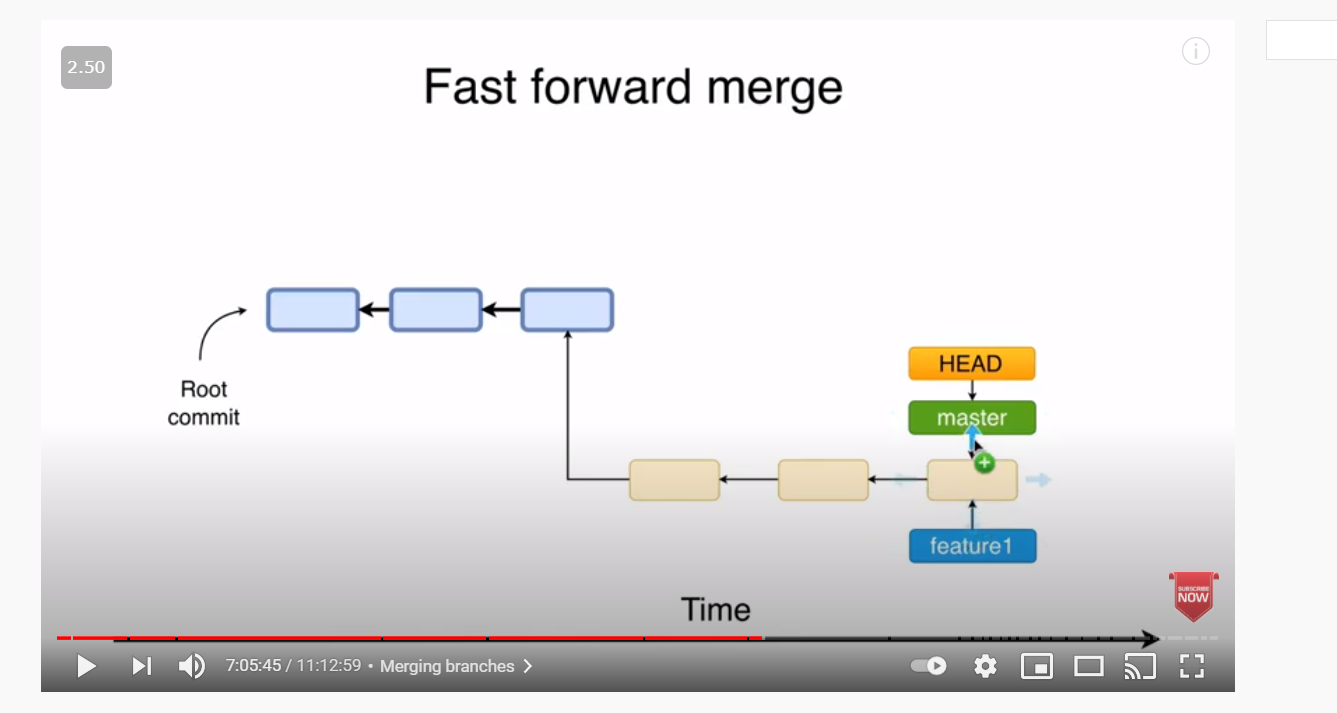 2.50
Fast forward merge
Root
commit
HEAD
master
feature1
Time
SUBSCRIBE
NOW
7:05:45 / 11:12:59 • Merging branches